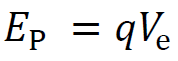 E_P = qV_e